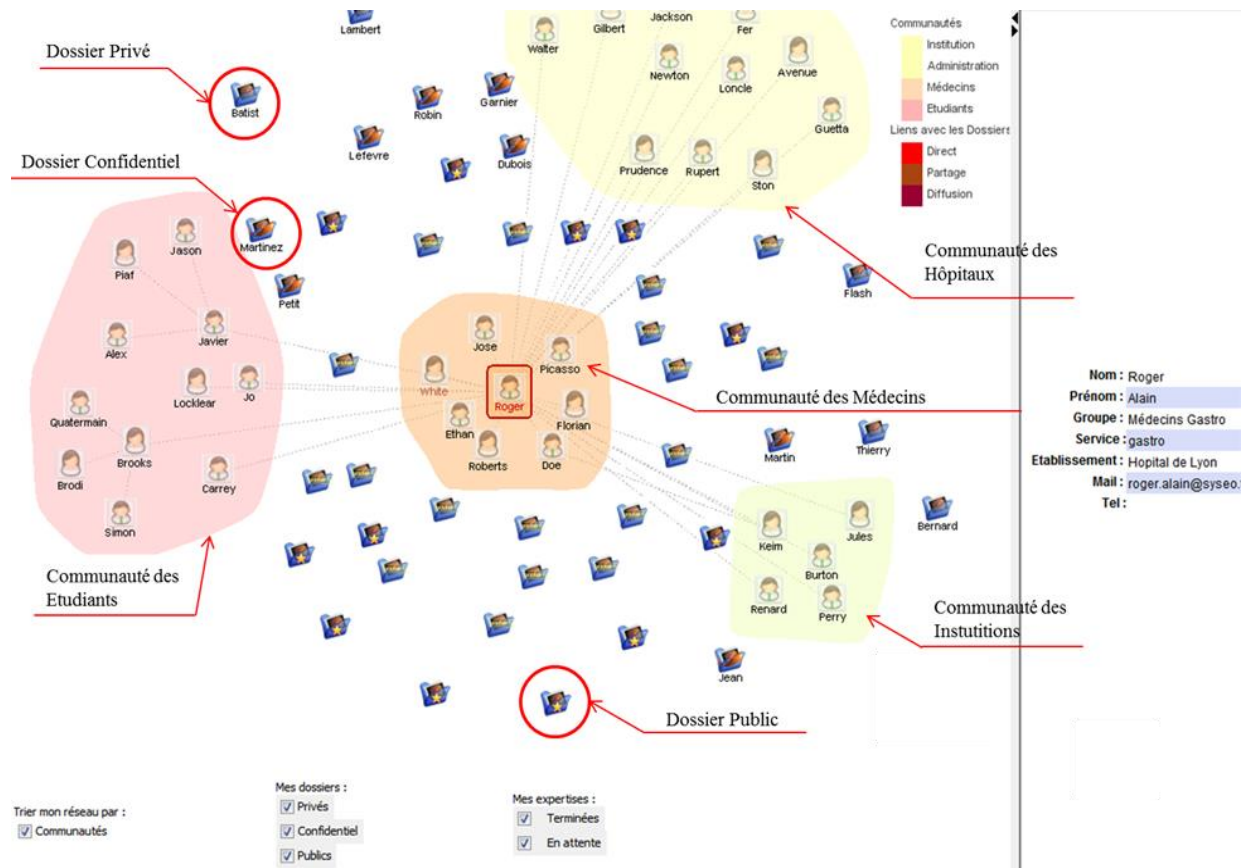 Lambert
Walter
Gilbert
Jackson
Fer
Newton
Loncle
Avenue
Guetta
Prudence
Rupert
Ston
Communautés
Institution
Administration
Médecins
Etudiants
Liens avec les Dossiers
Direct
Partage
Diffusion
Dossier Privé
Batist
Robin
Garnier
Lefevre
Dubois
Dossier Confidentiel
Martinez
Petit
Jason
Piaf
Alex
Javier
Locklear
Jo
Quatermain
Brooks
Brodi
Carrey
Simon
Communauté des
Etudiants
Communauté des
Hôpitaux
Flash
Jose
Picasso
White
Roger
Ethan
Florian
Roberts
Doe
Communauté des Médecins
Martin
Thierry
Bernard
Keim
Jules
Burton
Renard
Perry
Communauté des
Instutitions
Jean
Dossier Public
Nom : Roger
Prénom : Alain
Groupe : Médecins Gastro
Service : gastro
Etablissement : Hopital de Lyon
Mail : roger.alain@syseo.
Tel :
Trier mon réseau par :
Communautés
Mes dossiers :
Privés
Confidentiel
Publics
Mes expertises :
Terminées
En attente